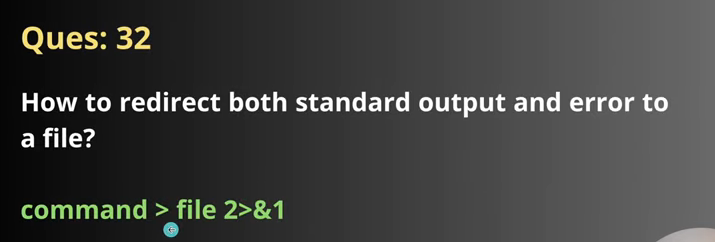 Ques: 32
How to redirect both standard output and error to
a file?
command > file 2>&1